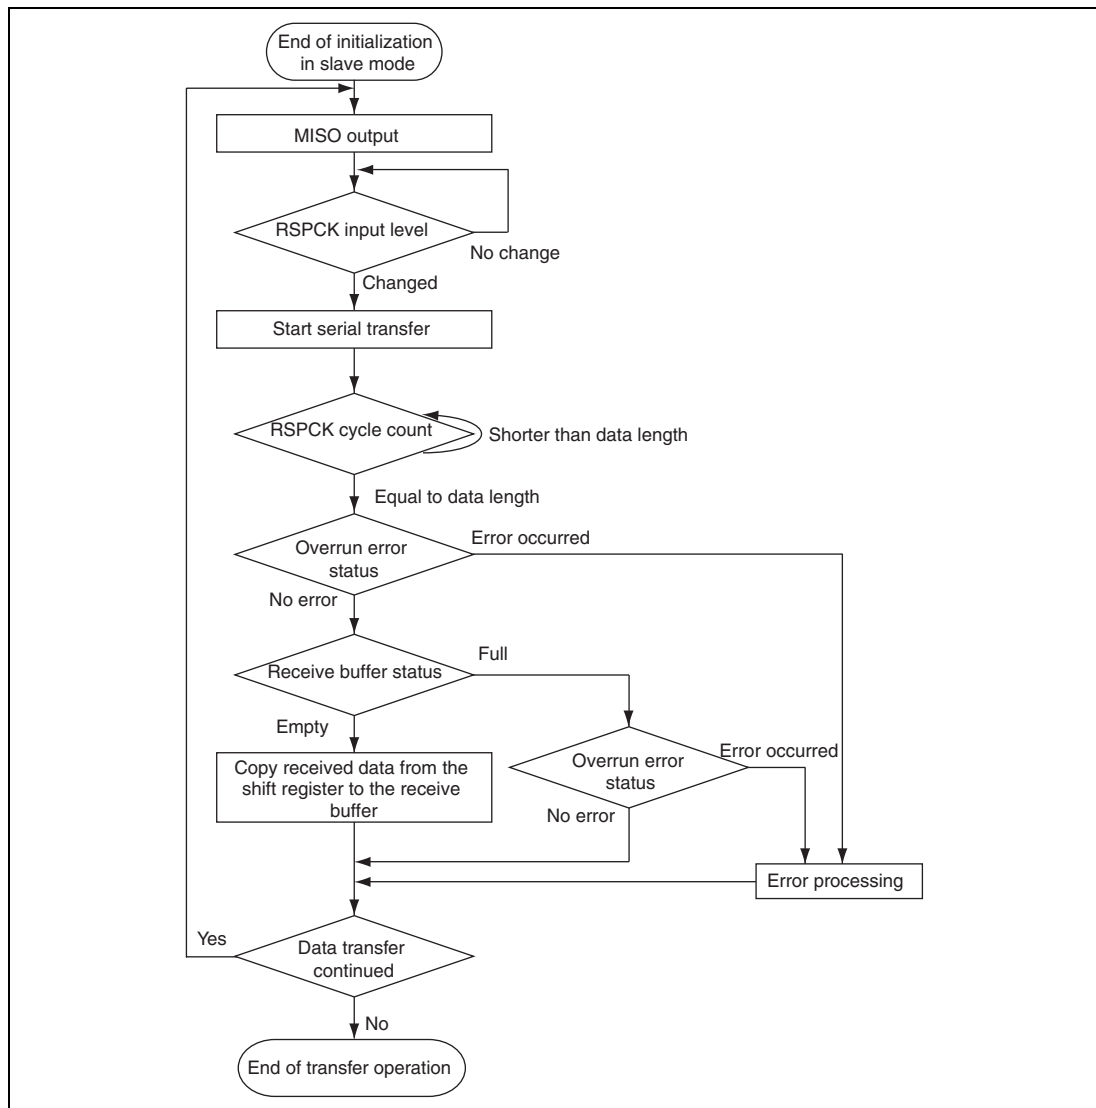 End of initialization
in slave mode
MISO output
RSPCK input level
No change
Changed
Start serial transfer
RSPCK cycle count
Shorter than data length
Equal to data length
Overrun error
status
Error occurred
No error
Receive buffer status
Full
Empty
Copy received data from the
shift register to the receive
buffer
Overrun error
status
Error occurred
No error
Error processing
Yes
Data transfer
continued
No
End of transfer operation